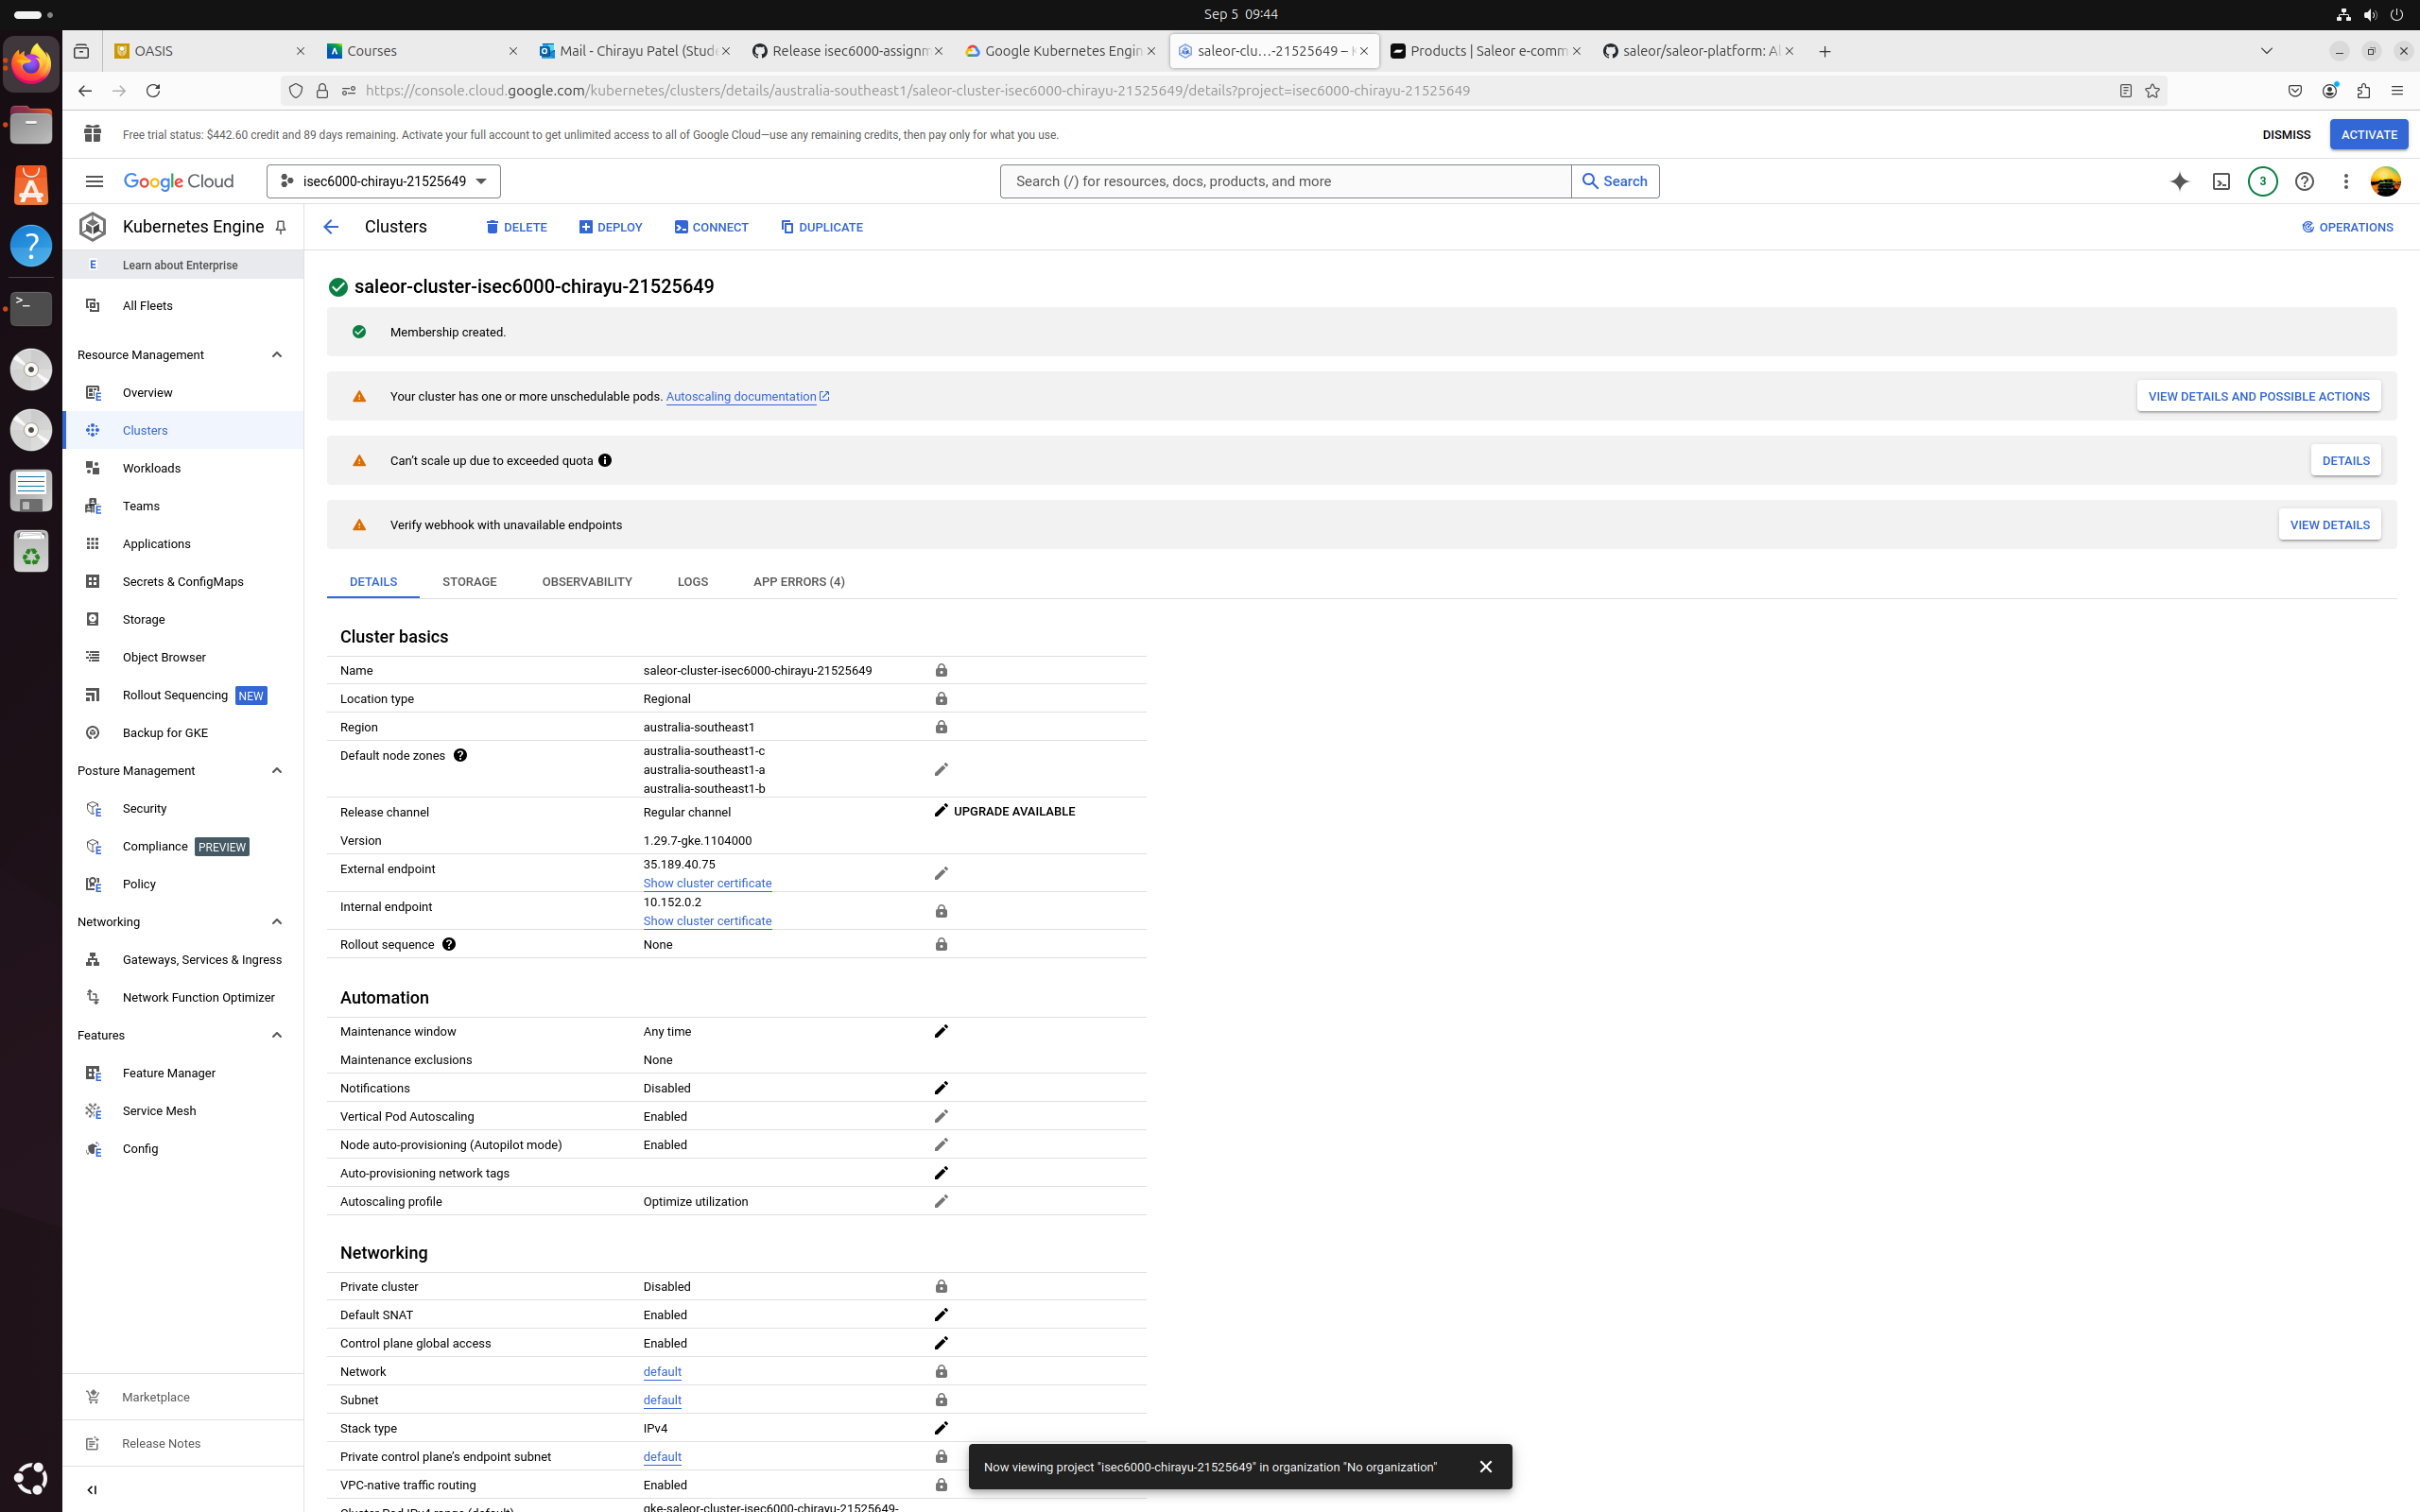 Sep 5 09:44
OASIS
Courses
Mail - Chirayu Patel (Stud
Release isec6000-assignm
Google Kubernetes Engin
saleor-clu…-21525649 –
Products | Saleor e-comm
saleor/saleor-platform: Al
https://console.cloud.google.com/kubernetes/clusters/details/australia-southeast1/saleor-cluster-isec6000-chirayu-21525649/details?project=isec6000-chirayu-21525649
Free trial status: $442.60 credit and 89 days remaining. Activate your full account to get unlimited access to all of Google Cloud—use any remaining credits, then pay only for what you use.
DISMISS
ACTIVATE
Google Cloud
isec6000-chirayu-21525649
Search (/) for resources, docs, products, and more
Search
3
Kubernetes Engine
Clusters
DELETE
DEPLOY
CONNECT
DUPLICATE
OPERATIONS
E Learn about Enterprise
All Fleets
Resource Management
Overview
Clusters
Workloads
Teams
Applications
Secrets & ConfigMaps
Storage
Object Browser
Rollout Sequencing NEW
Backup for GKE
Posture Management
Security
Compliance PREVIEW
Policy
Networking
Gateways, Services & Ingress
Network Function Optimizer
Features
Feature Manager
Service Mesh
Config
Marketplace
Release Notes
saleor-cluster-isec6000-chirayu-21525649
Membership created.
Your cluster has one or more unschedulable pods. Autoscaling documentation
VIEW DETAILS AND POSSIBLE ACTIONS
Can't scale up due to exceeded quota
DETAILS
Verify webhook with unavailable endpoints
VIEW DETAILS
DETAILS
STORAGE
OBSERVABILITY
LOGS
APP ERRORS (4)
Cluster basics
Name saleor-cluster-isec6000-chirayu-21525649
Location type Regional
Region australia-southeast1
Default node zones australia-southeast1-c
australia-southeast1-a
australia-southeast1-b
Release channel Regular channel UPGRADE AVAILABLE
Version 1.29.7-gke.1104000
External endpoint 35.189.40.75
Show cluster certificate
Internal endpoint 10.152.0.2
Show cluster certificate
Rollout sequence None
Automation
Maintenance window Any time
Maintenance exclusions None
Notifications Disabled
Vertical Pod Autoscaling Enabled
Node auto-provisioning (Autopilot mode) Enabled
Auto-provisioning network tags
Autoscaling profile Optimize utilization
Networking
Private cluster Disabled
Default SNAT Enabled
Control plane global access Enabled
Network default
Subnet default
Stack type IPv4
Private control plane's endpoint subnet default
VPC-native traffic routing Enabled
Cluster Pod IPv4 range (default) gke-saleor-cluster-isec6000-chirayu-21525649-
Now viewing project "isec6000-chirayu-21525649" in organization "No organization"